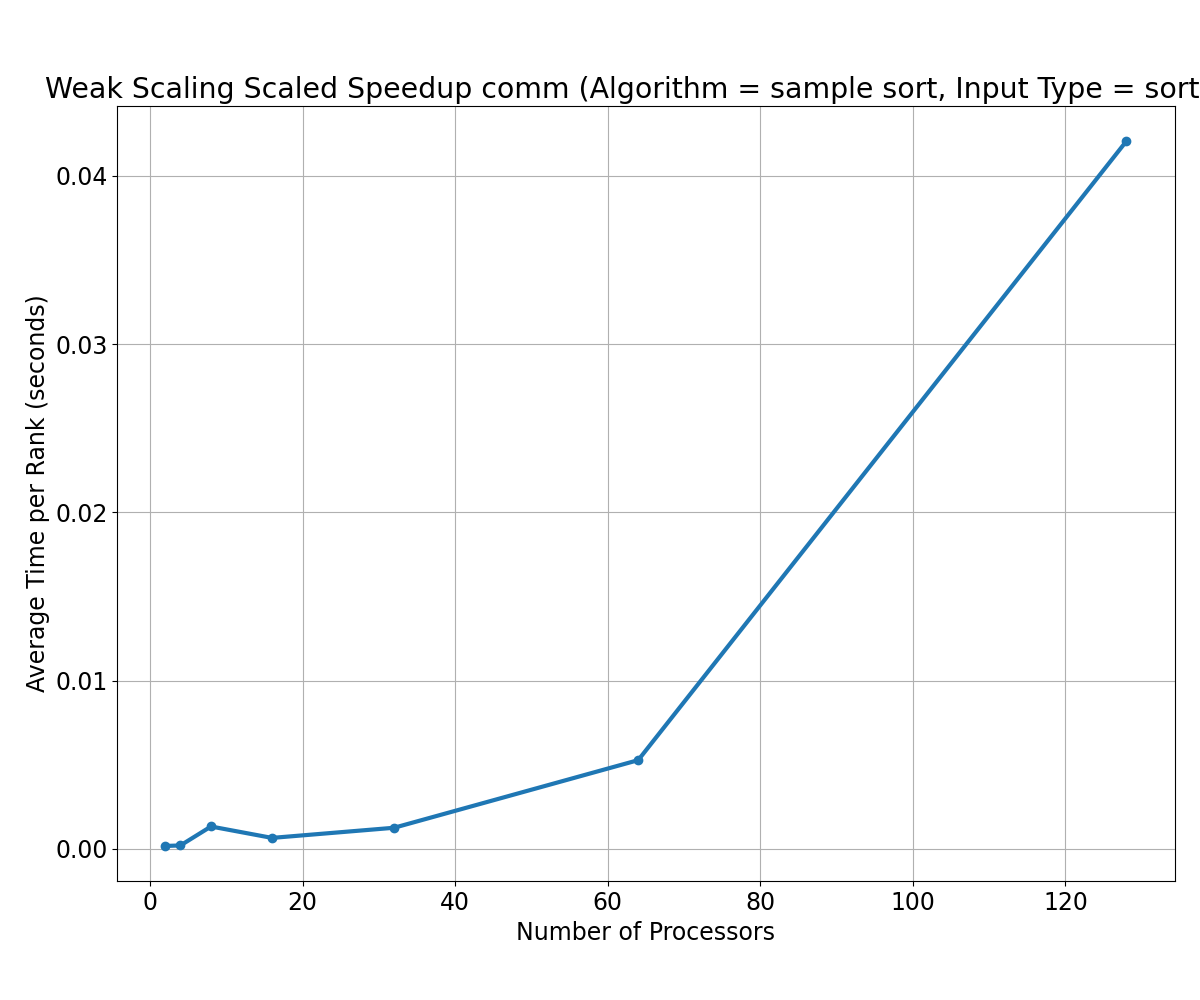 Weak Scaling Scaled Speedup comm (Algorithm = sample sort, Input Type = sort
0.04
0.03
0.02
0.01
0.00
Average Time per Rank (seconds)
0 20 40 60 80 100 120
Number of Processors